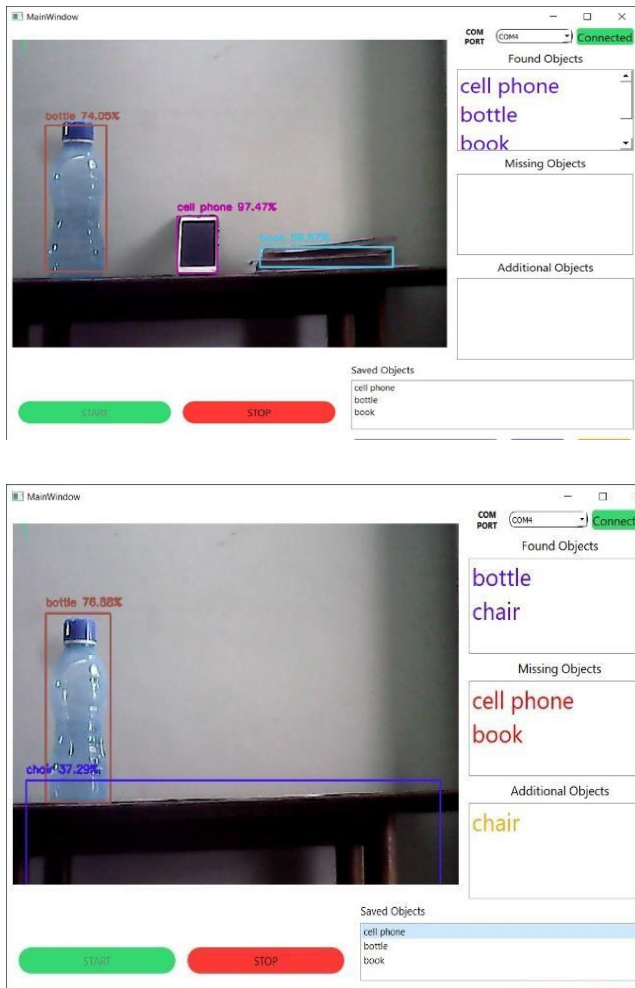 MainWindow
COM
PORT
COM4
Connected
Found Objects
bottle 74.05%
cell phone
bottle
book
Missing Objects
cell phone 97.47%
Additional Objects
Saved Objects
cell phone
bottle
book
START
STOP
MainWindow
COM
PORT
COM4
Connect
Found Objects
bottle
chair
bottle 76.88%
Missing Objects
cell phone
book
chair 37.29%
Additional Objects
chair
Saved Objects
cell phone
bottle
book
START
STOP